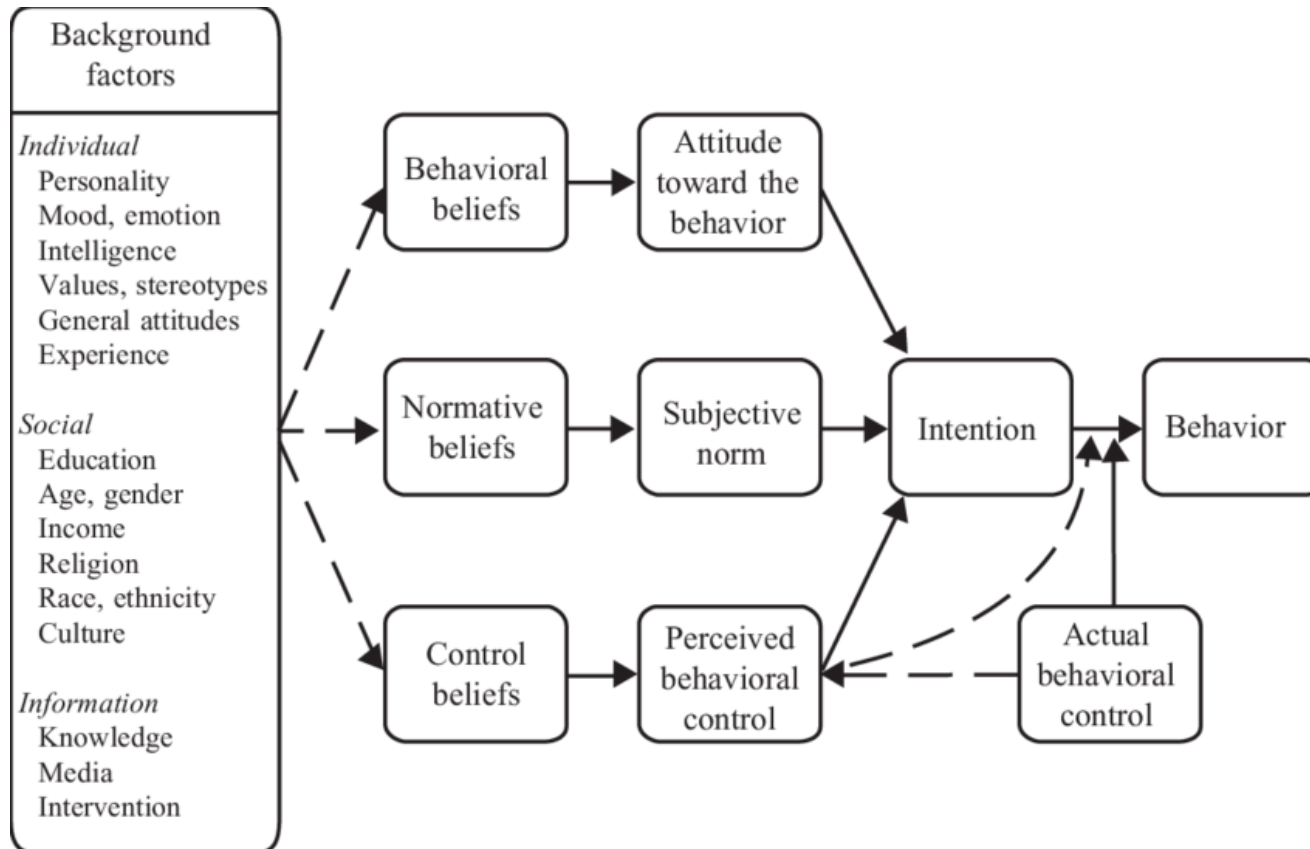 Background
factors
Individual
Personality
Mood, emotion
Intelligence
Values, stereotypes
General attitudes
Experience
Social
Education
Age, gender
Income
Religion
Race, ethnicity
Culture
Information
Knowledge
Media
Intervention
Behavioral
beliefs
Attitude
toward the
behavior
Normative
beliefs
Subjective
norm
Intention
Behavior
Control
beliefs
Perceived
behavioral
control
Actual
behavioral
control